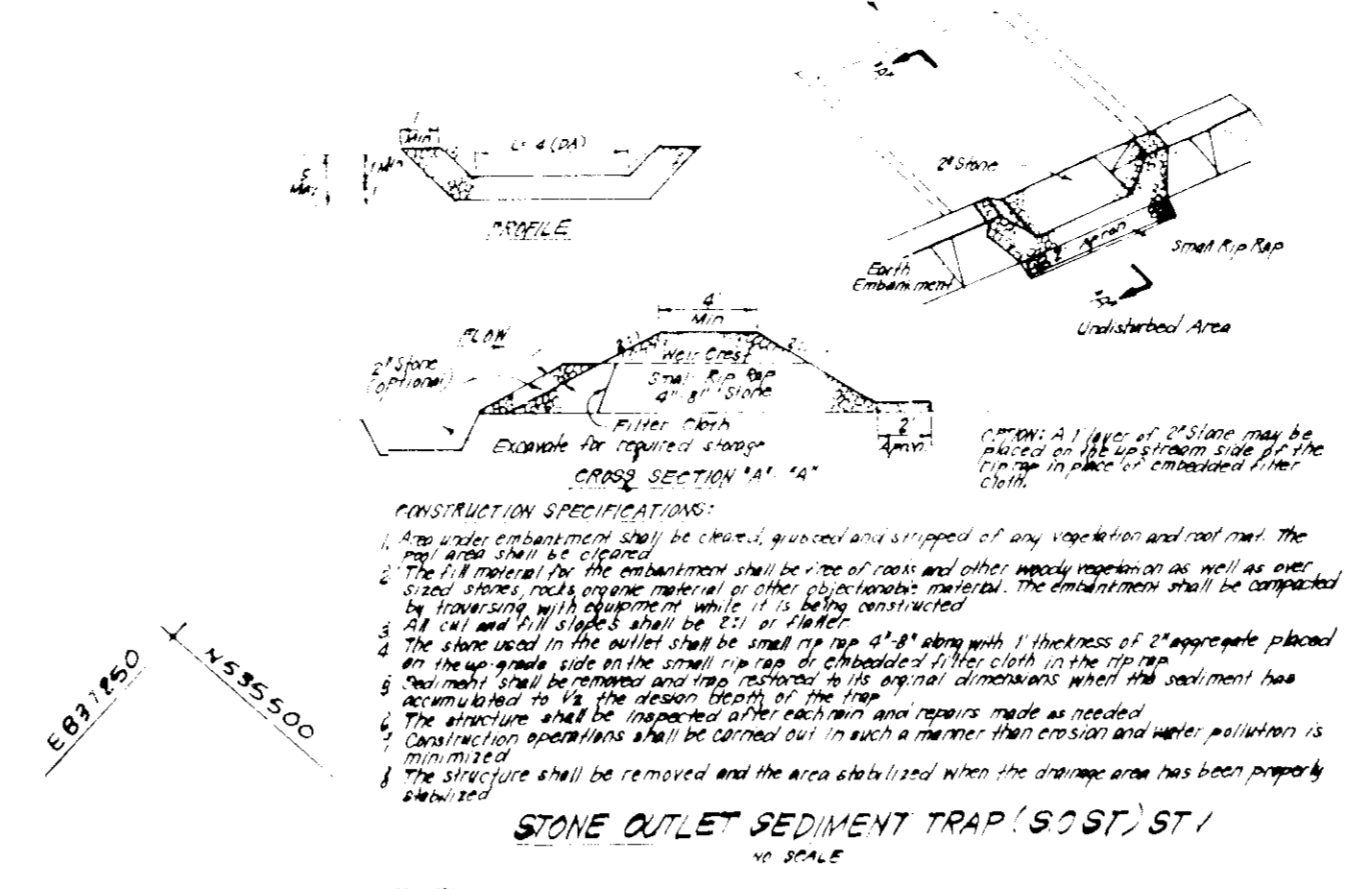 Min
L= 4 (DA)
5
MAX
1 Min
PROFILE
2" Stone
Apron
Small Rip Rap
Earth
Embankment
Undisturbed Area
4'
Min
FLOW
2:1
2:1
Weir Crest
2" Stone
(optional)
Small Rip Rap
4"-8" Stone
Filter Cloth
Excavate for required storage
2'
Apron
CROSS SECTION "A"-"A"
OPTION: A 1' layer of 2" Stone may be
placed on the upstream side of the
rip rap in place of embedded filter
cloth.
CONSTRUCTION SPECIFICATIONS:
1. Area under embankment shall be cleared, grubbed and stripped of any vegetation and root mat. The
pool area shall be cleared
2. The fill material for the embankment shall be free of roots and other woody vegetation as well as over
sized stones, rocks, organic material or other objectionable material. The embankment shall be compacted
by traversing with equipment while it is being constructed
3. All cut and fill slopes shall be 2:1 or flatter
4. The stone used in the outlet shall be small rip rap 4"-8" along with 1' thickness of 2" aggregate placed
on the up-grade side on the small rip rap or embedded filter cloth in the rip rap
5. Sediment shall be removed and trap restored to its orginal dimensions when the sediment has
accumulated to 1/2 the design depth of the trap
6. The structure shall be inspected after each rain and repairs made as needed
7. Construction operations shall be carried out in such a manner than erosion and water pollution is
minimized
8 The structure shall be removed and the area stabilized when the drainage area has been properly
stabilized
E837250
N535500
STONE OUTLET SEDIMENT TRAP (S.O ST) ST 1
NO SCALE